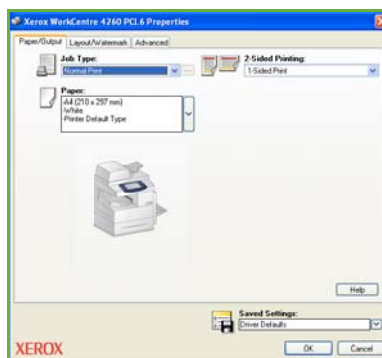 Xerox WorkCentre 4260 PCL6 Properties
Paper/Output Layout/Watermark Advanced
Job Type:
Normal Print
2-Sided Printing:
1-Sided Print
Paper:
-A4 (210 x 297 mm)
-White
-Printer Default Type
Help
Saved Settings:
Driver Defaults
XEROX
OK Cancel